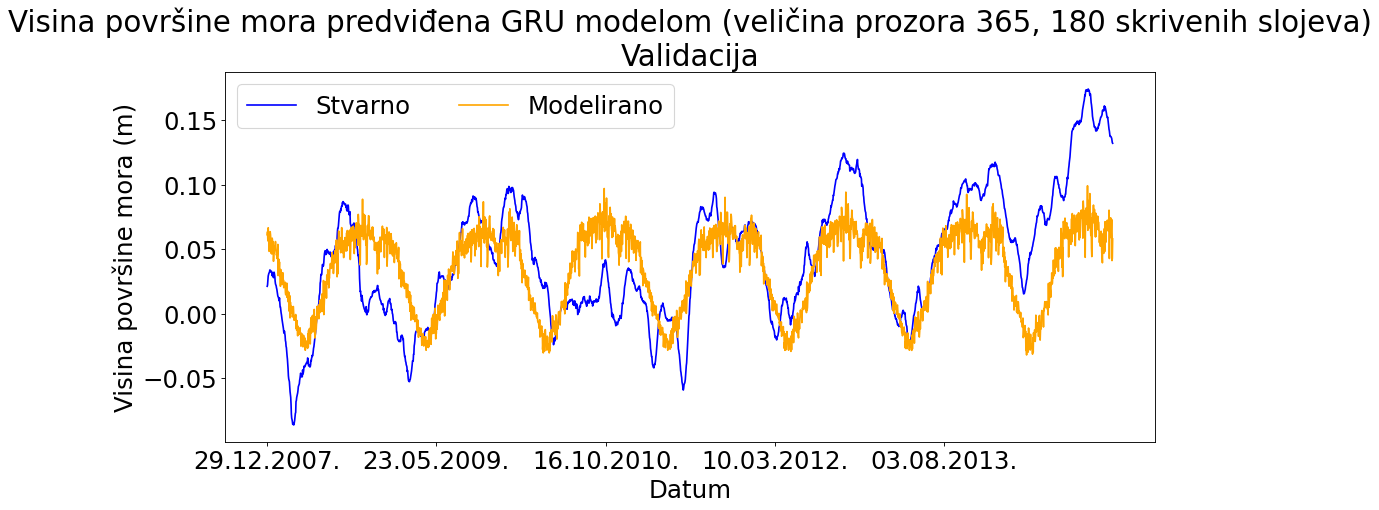 Visina površine mora predviđena GRU modelom (veličina prozora 365, 180 skrivenih slojeva)
Validacija
Stvarno Modelirano
Visina površine mora (m)
0.15
0.10
0.05
0.00
−0.05
29.12.2007. 23.05.2009. 16.10.2010. 10.03.2012. 03.08.2013.
Datum